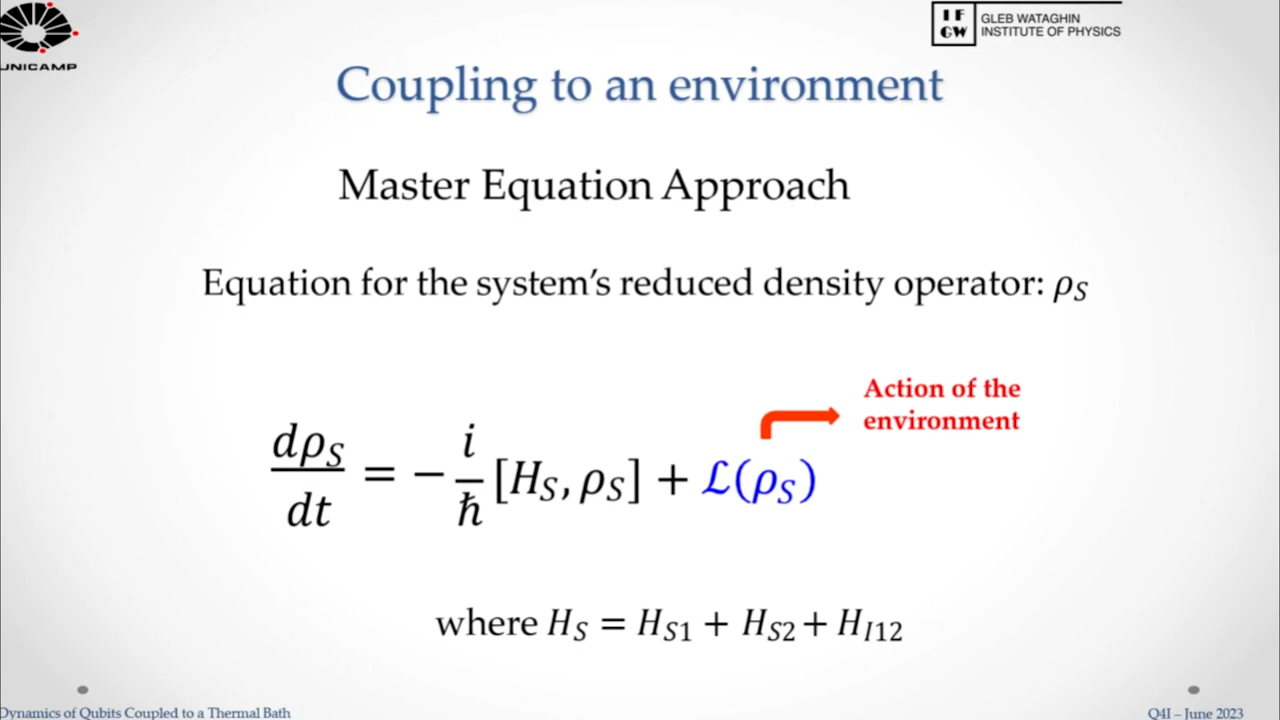 UNICAMP
I F
GW
GLEB WATAGHIN
INSTITUTE OF PHYSICS
Coupling to an environment
Master Equation Approach
Equation for the system's reduced density operator: ρ_S
Action of the
environment
dρ_S/dt = − i/ħ [H_S, ρ_S] + ℒ(ρ_S)
where H_S = H_S1 + H_S2 + H_I12
Dynamics of Qubits Coupled to a Thermal Bath
Q4I – June 2023